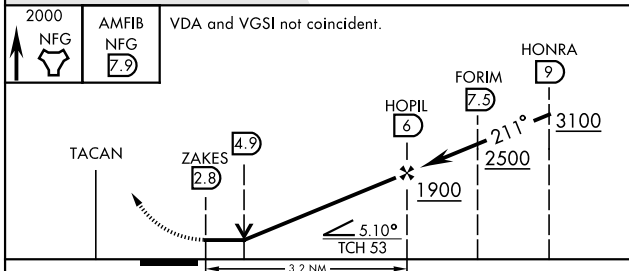 2000
NFG
AMFIB
NFG
7.9
VDA and VGSI not coincident.
HONRA
9
FORIM
7.5
HOPIL
6
211°
3100
2500
1900
4.9
ZAKES
2.8
TACAN
5.10°
TCH 53
3.2 NM